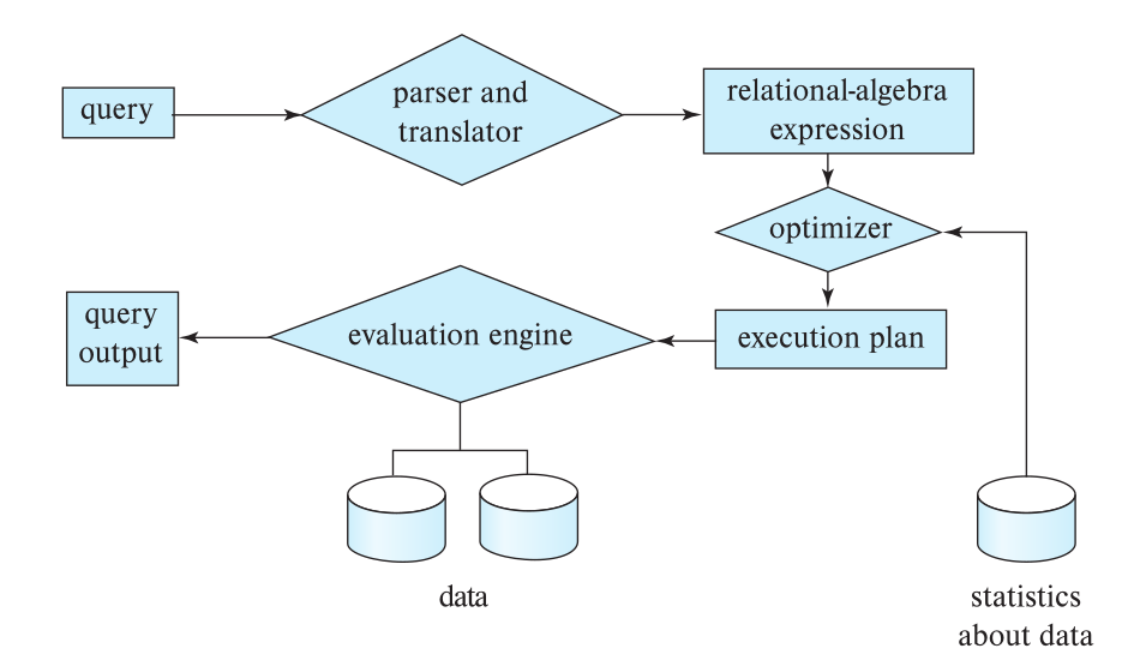 query
parser and
translator
relational-algebra
expression
optimizer
query
output
evaluation engine
execution plan
data
statistics
about data